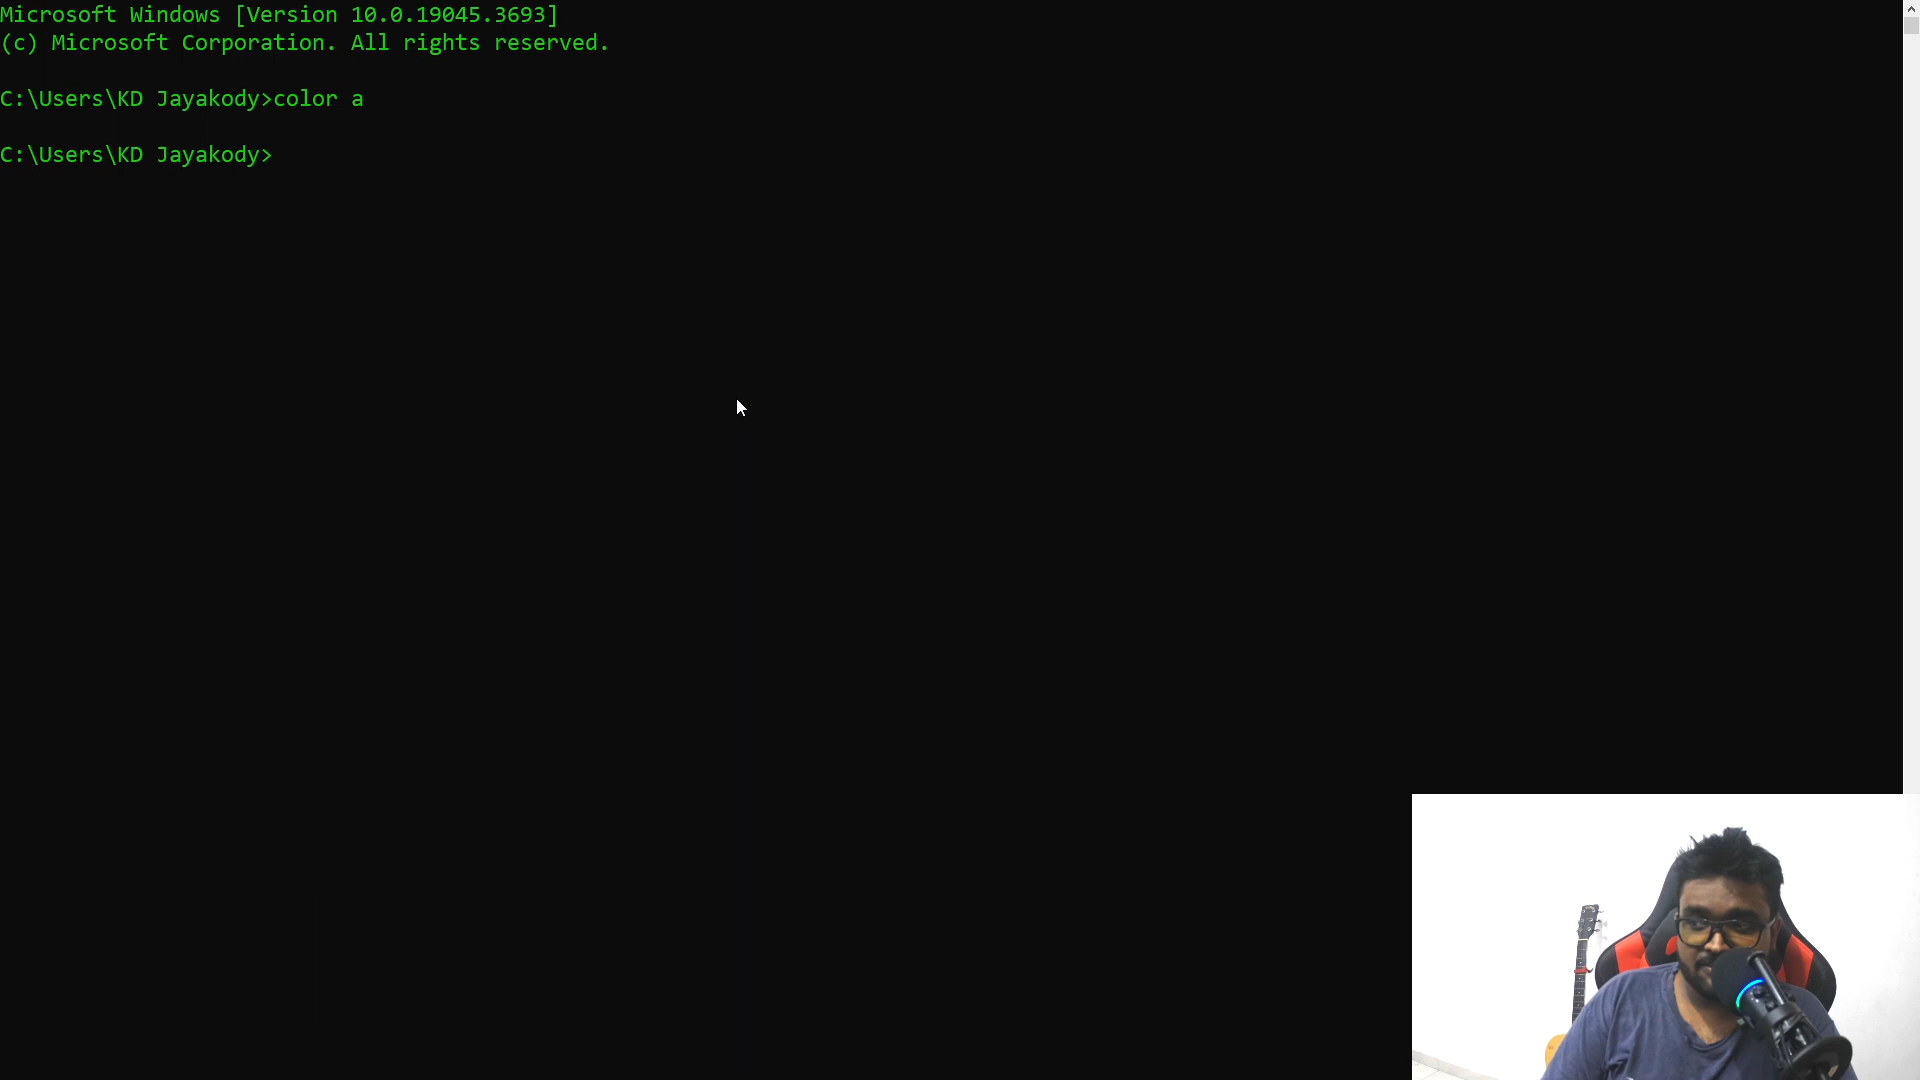 Microsoft Windows [Version 10.0.19045.3693]
(c) Microsoft Corporation. All rights reserved.
C:\Users\KD Jayakody>color a
C:\Users\KD Jayakody>